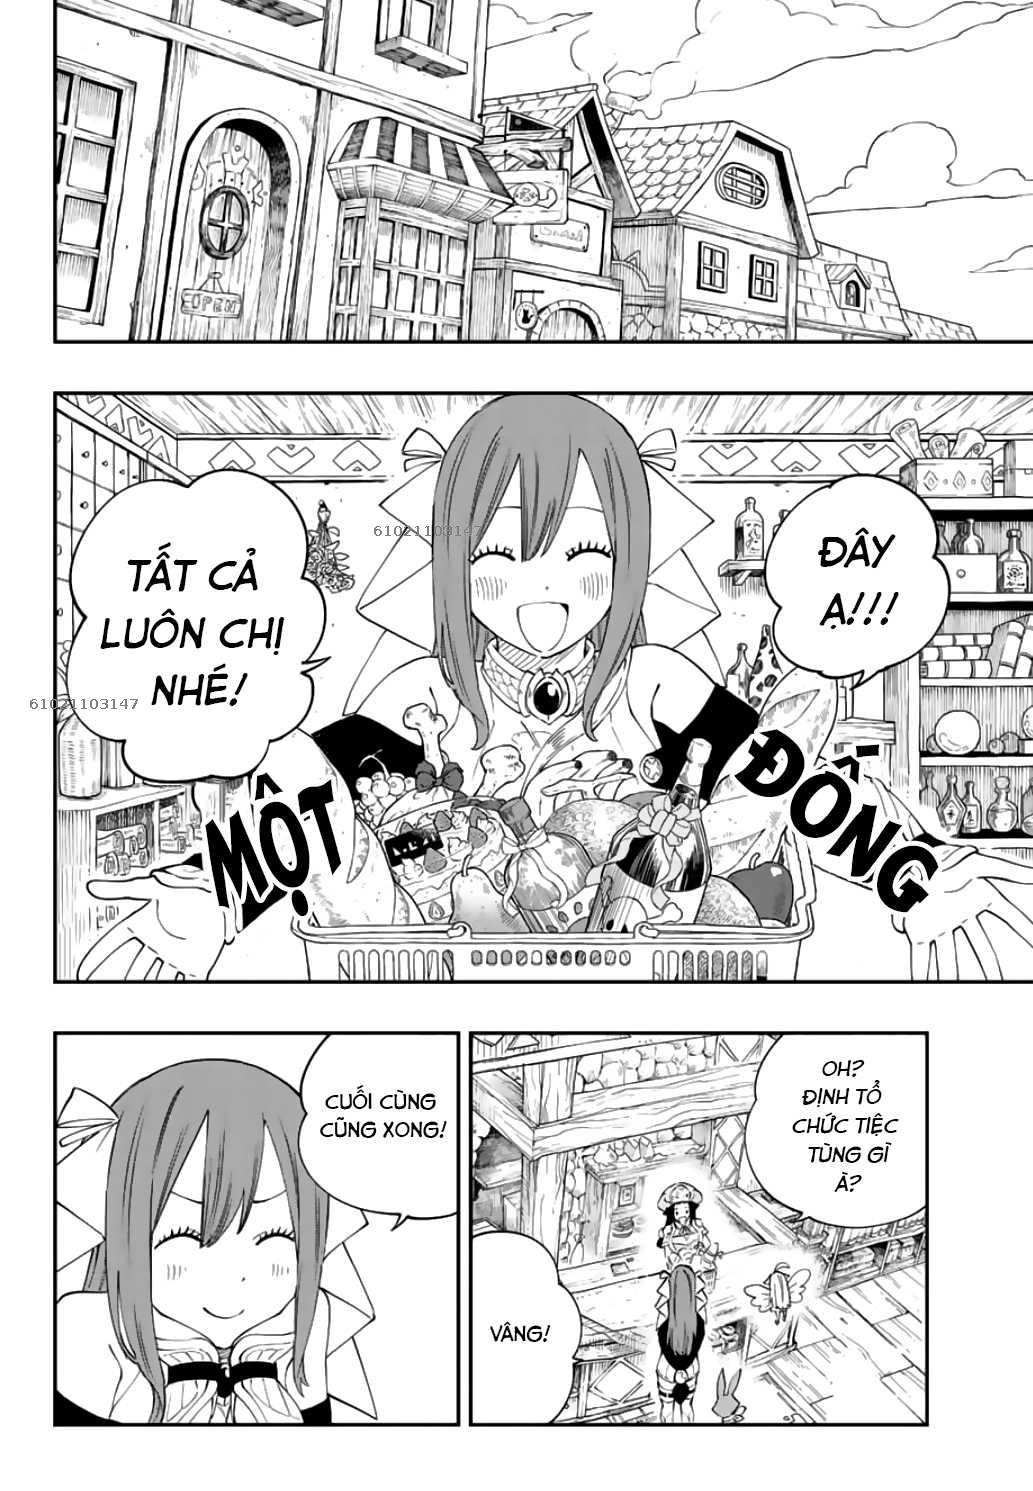 OPEN
ĐÂY
Ạ!!!
TẤT CẢ
LUÔN CHỊ
NHÉ!
MỘT
ĐỐNG
61021103147
61021103147
OH?
ĐỊNH TỔ
CHỨC TIỆC
TÙNG GÌ
À?
VÂNG!
CUỐI CÙNG
CŨNG XONG!